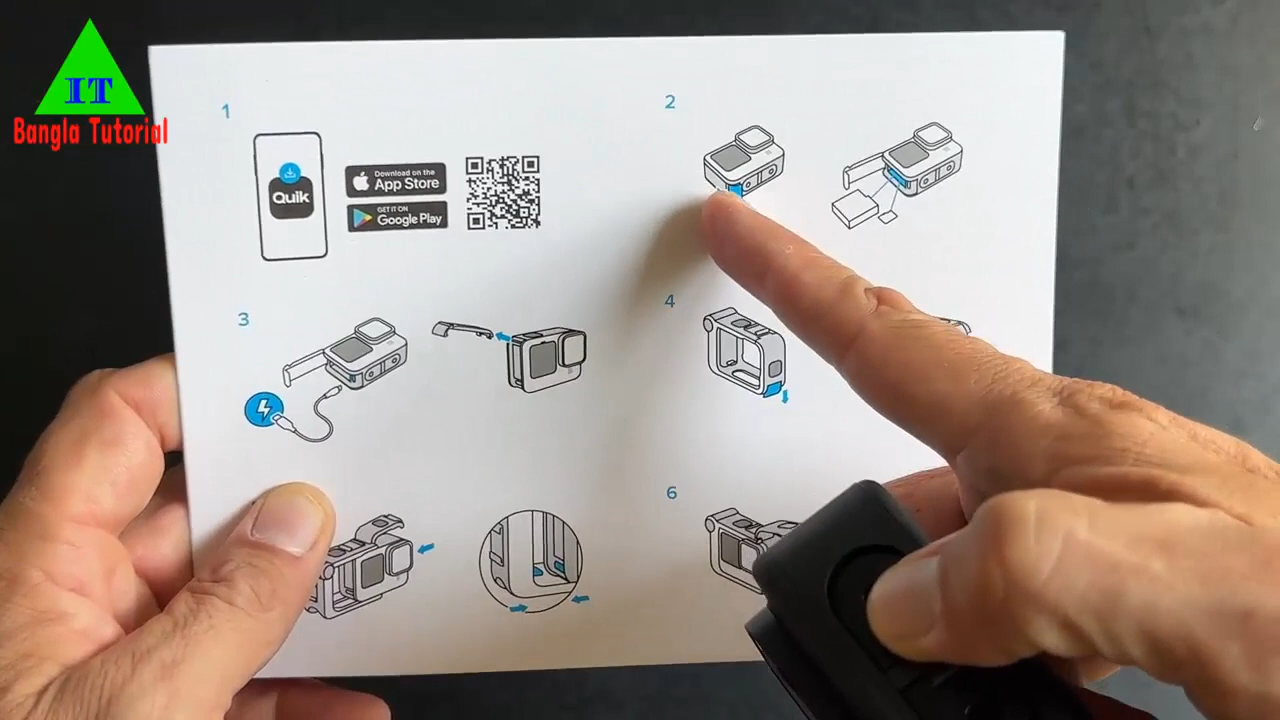 IT
Bangla Tutorial
1
Quik
Download on the
App Store
GET IT ON
Google Play
2
3
4
6